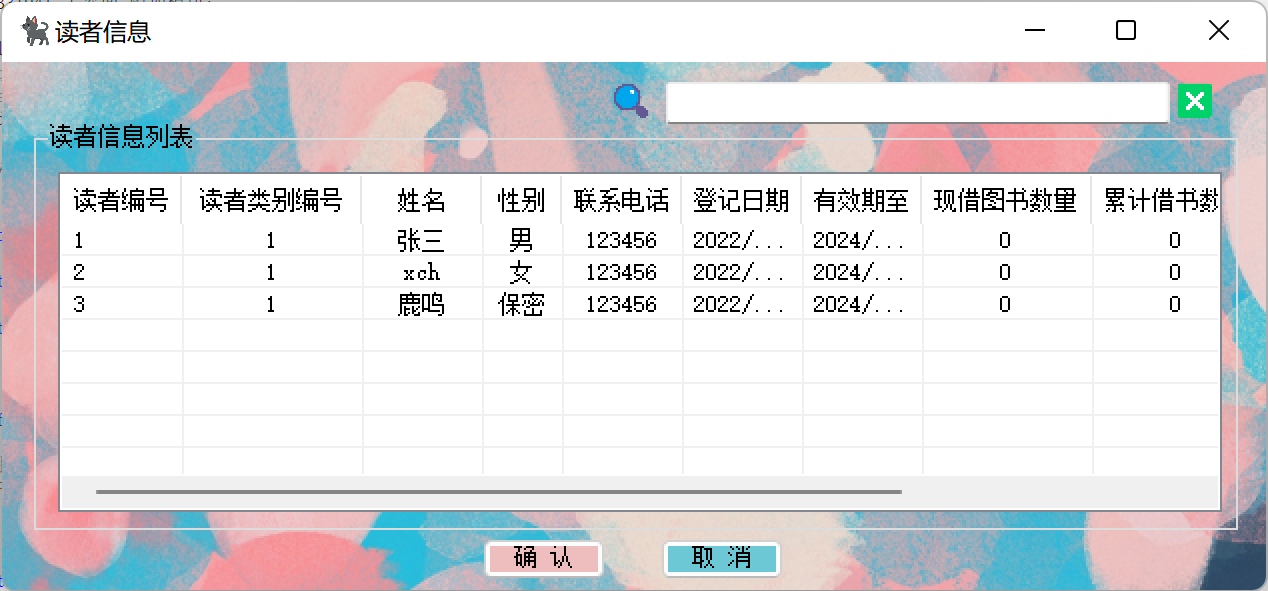 读者信息
读者信息列表
读者编号 读者类别编号 姓名 性别 联系电话 登记日期 有效期至 现借图书数量 累计借书数
1 1 张三 男 123456 2022/... 2024/... 0 0
2 1 xch 女 123456 2022/... 2024/... 0 0
3 1 鹿鸣 保密 123456 2022/... 2024/... 0 0
确 认 取 消